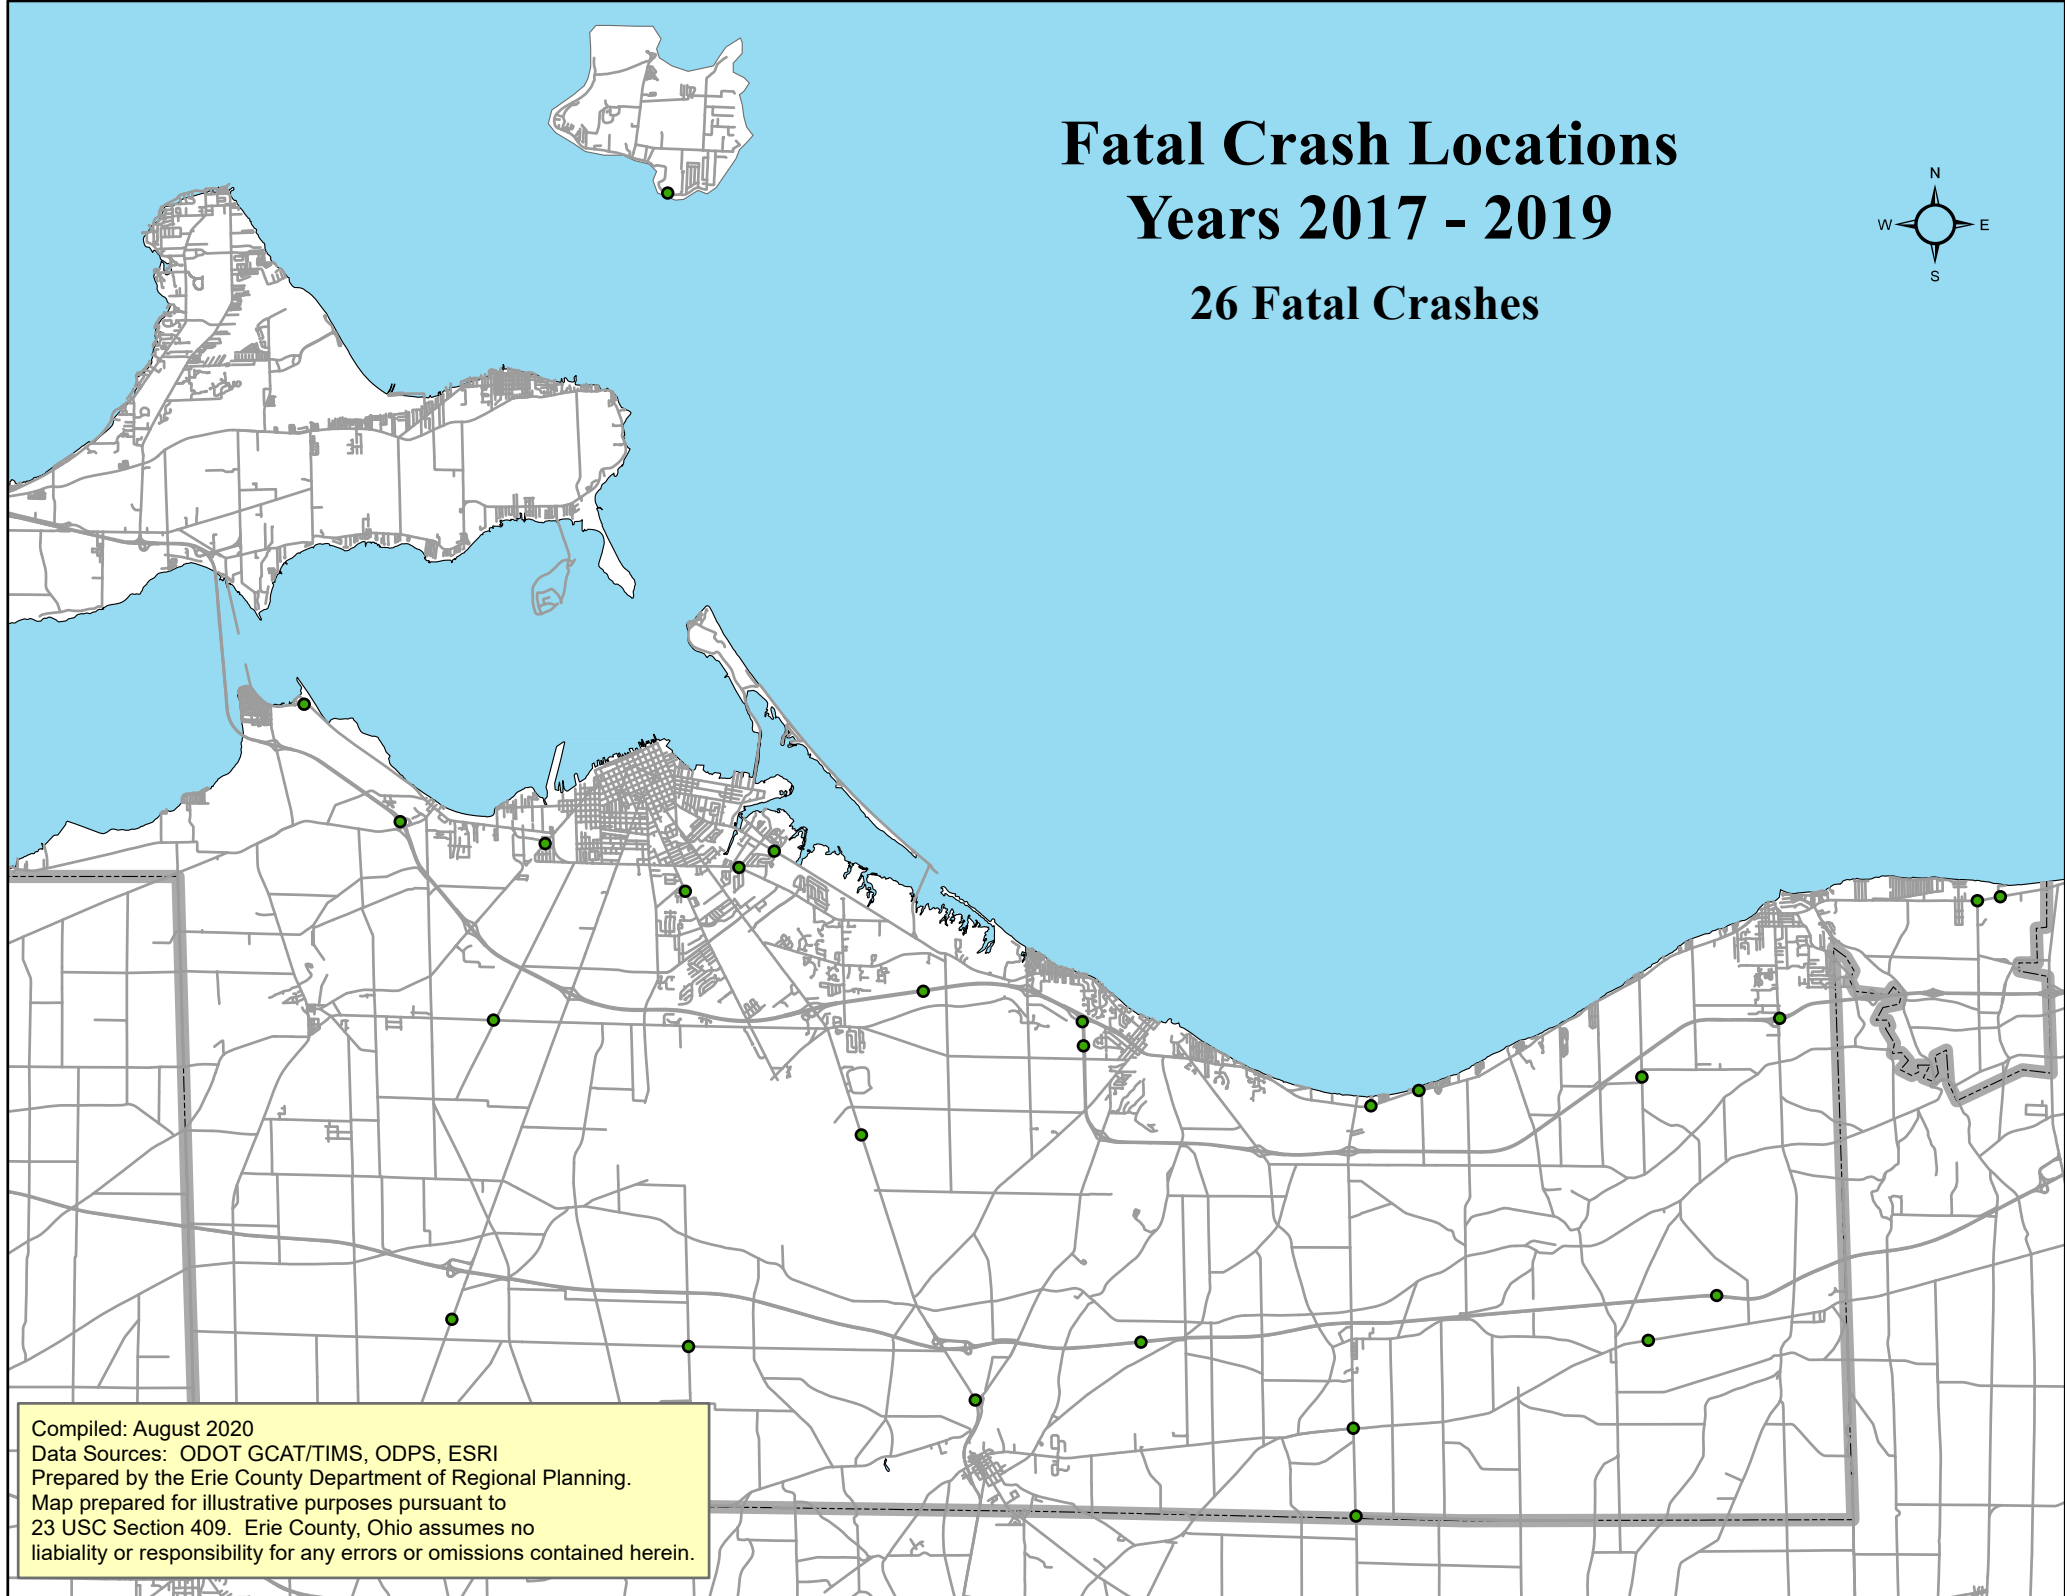 Fatal Crash Locations
Years 2017 - 2019
26 Fatal Crashes
N
W E
S
Compiled: August 2020
Data Sources:  ODOT GCAT/TIMS, ODPS, ESRI
Prepared by the Erie County Department of Regional Planning.
Map prepared for illustrative purposes pursuant to
23 USC Section 409.  Erie County, Ohio assumes no
liabiality or responsibility for any errors or omissions contained herein.